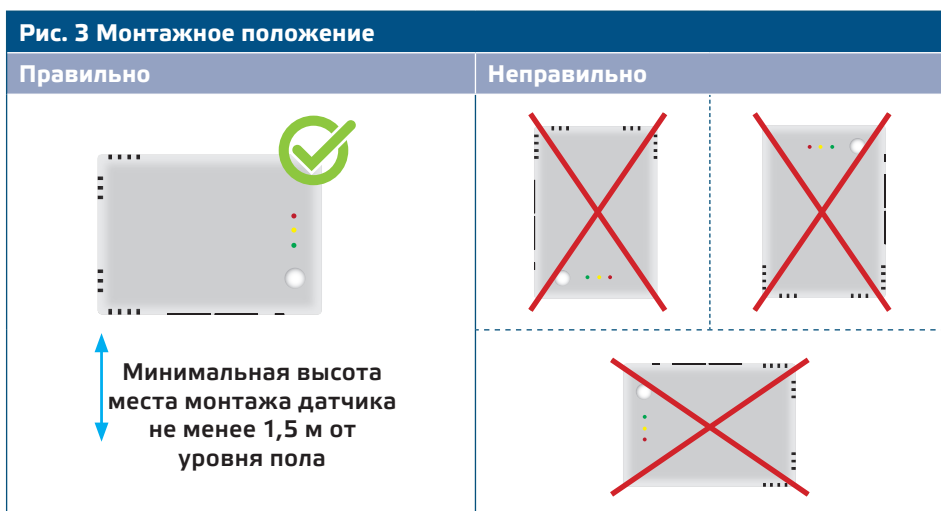 Рис. 3 Монтажное положение
Правильно
Неправильно
Минимальная высота
места монтажа датчика
не менее 1,5 м от
уровня пола